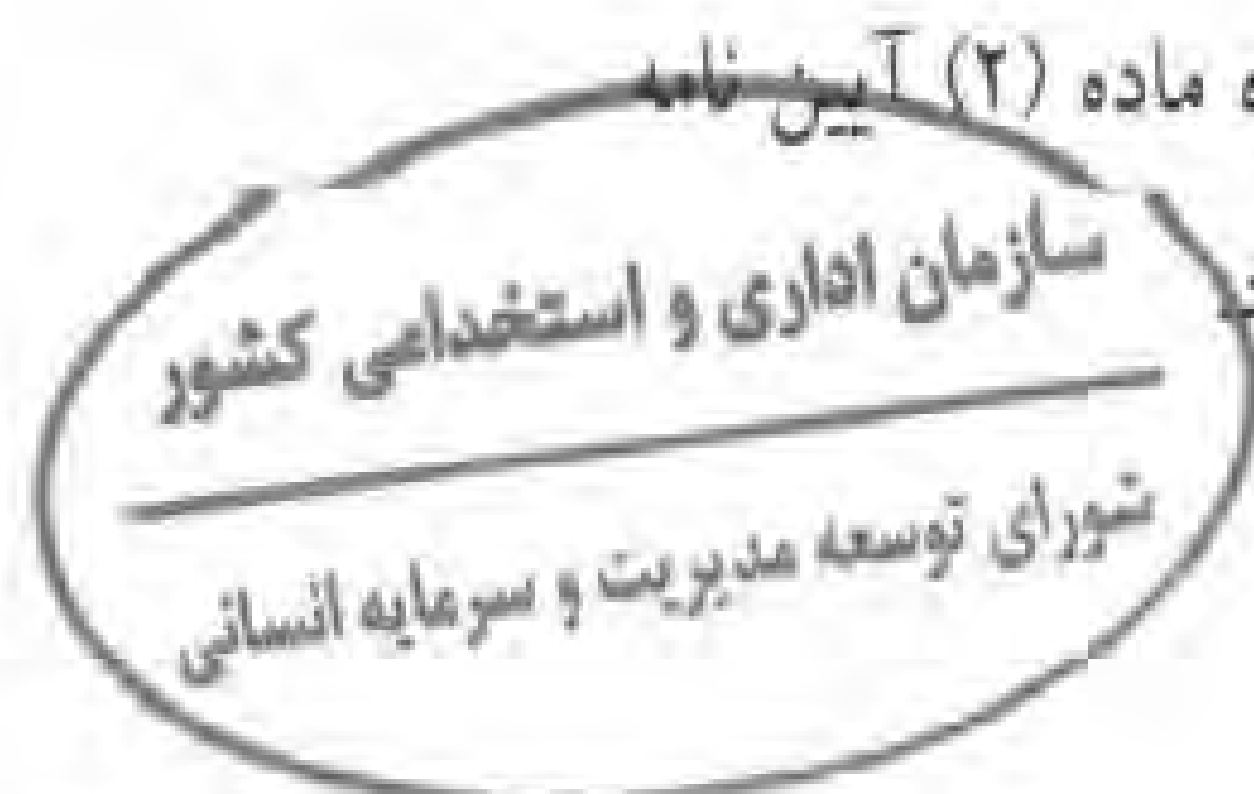 ماده (۲) آیین نامه
سازمان اداری و استخدامی کشور
شورای توسعه مدیریت و سرمایه انسانی